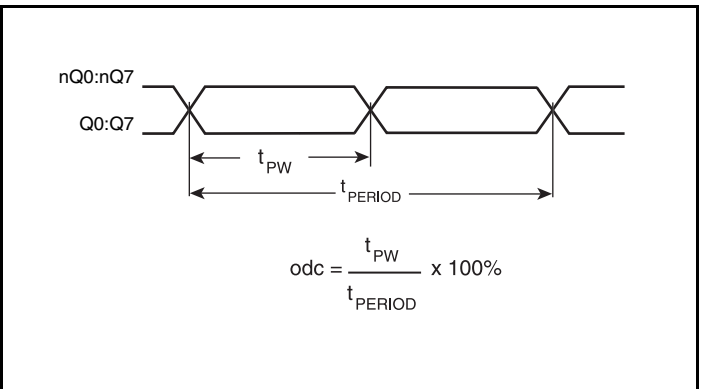 nQ0:nQ7
Q0:Q7
tPW
tPERIOD
odc = tPW / tPERIOD x 100%